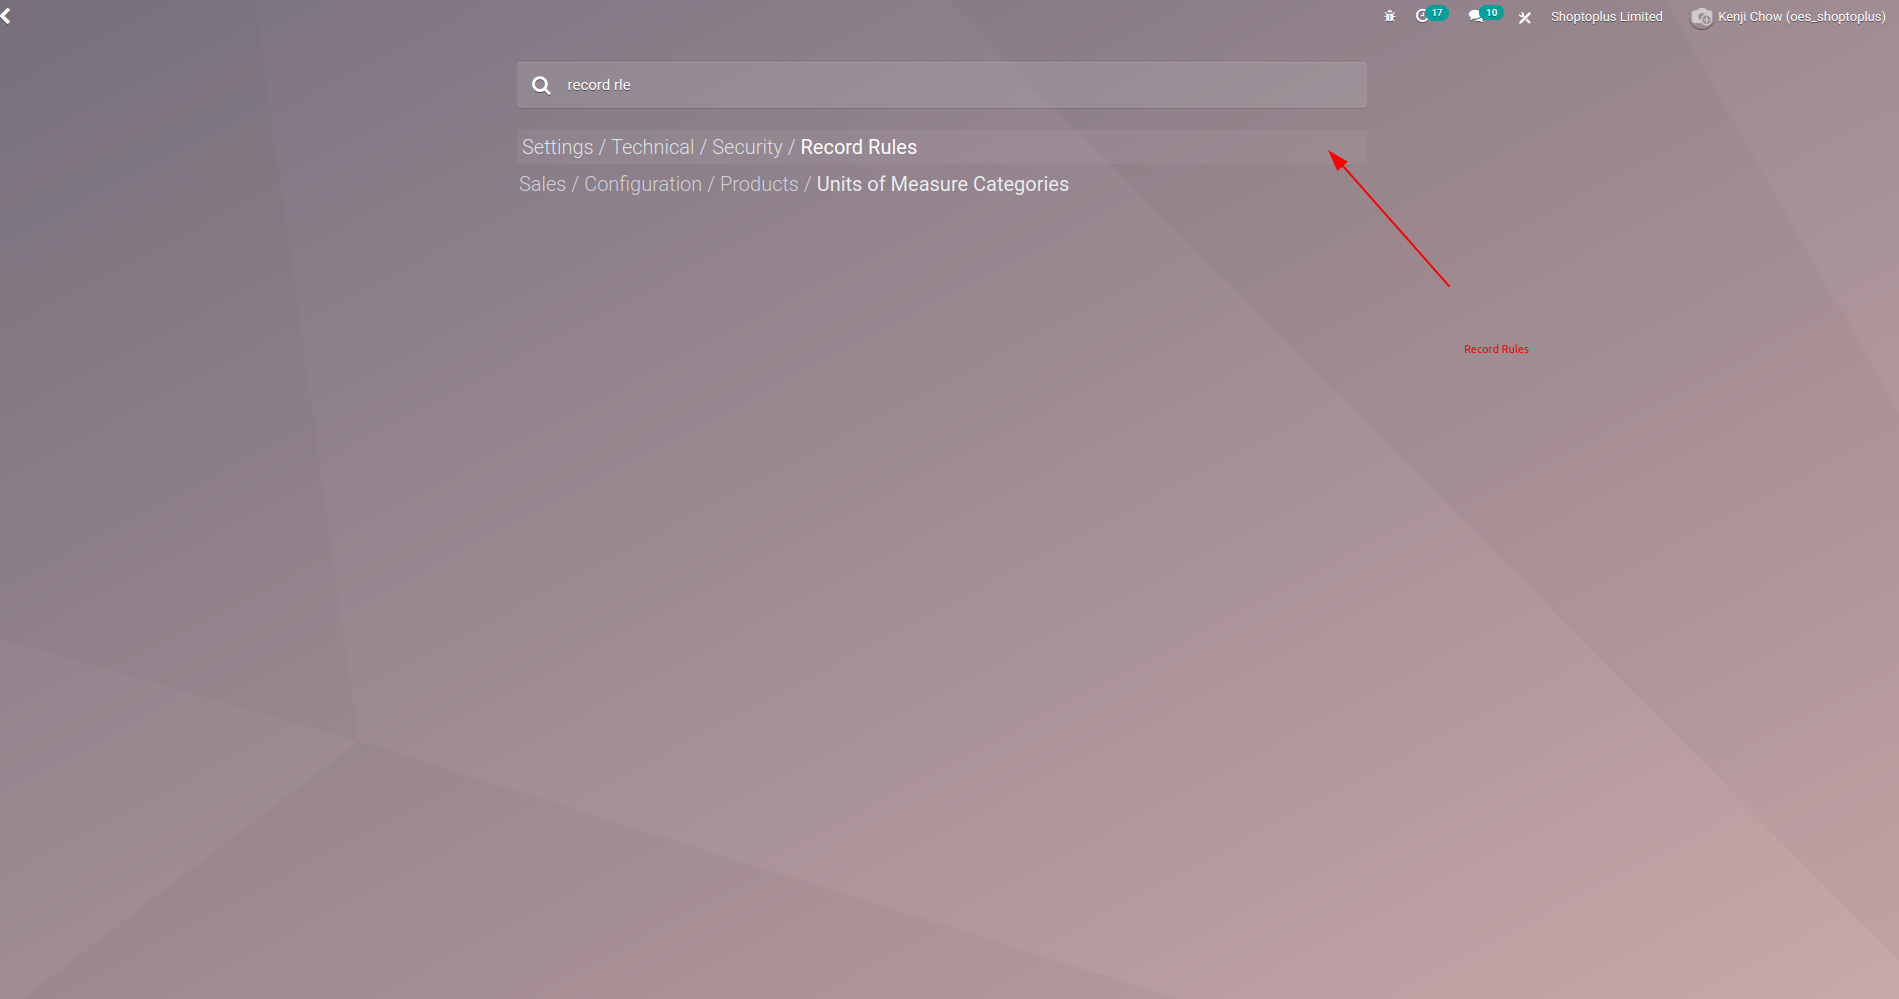 17 10 Shoptoplus Limited Kenji Chow (oes_shoptoplus)
record rle
Settings / Technical / Security / Record Rules
Sales / Configuration / Products / Units of Measure Categories
Record Rules